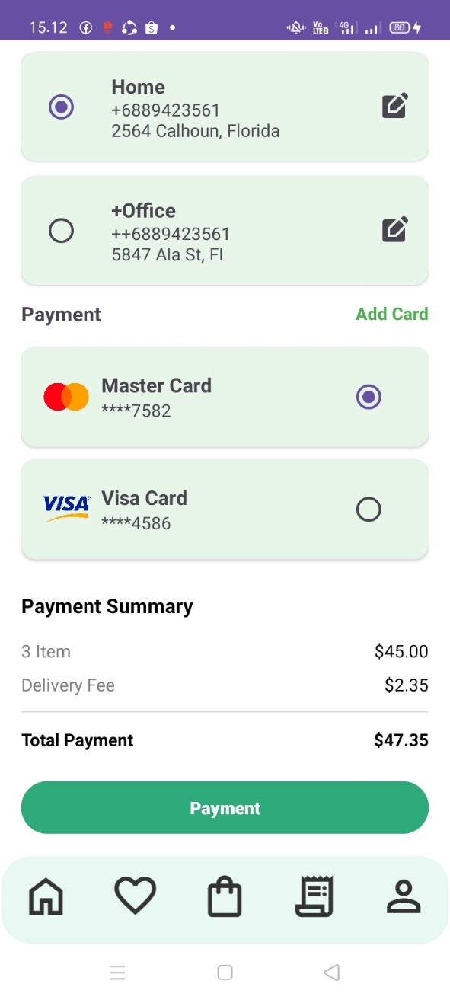 15.12
Vo
LTE2
4G
80
Home
+6889423561
2564 Calhoun, Florida
+Office
++6889423561
5847 Ala St, FI
Payment
Add Card
Master Card
****7582
VISA
Visa Card
****4586
Payment Summary
3 Item
$45.00
Delivery Fee
$2.35
Total Payment
$47.35
Payment